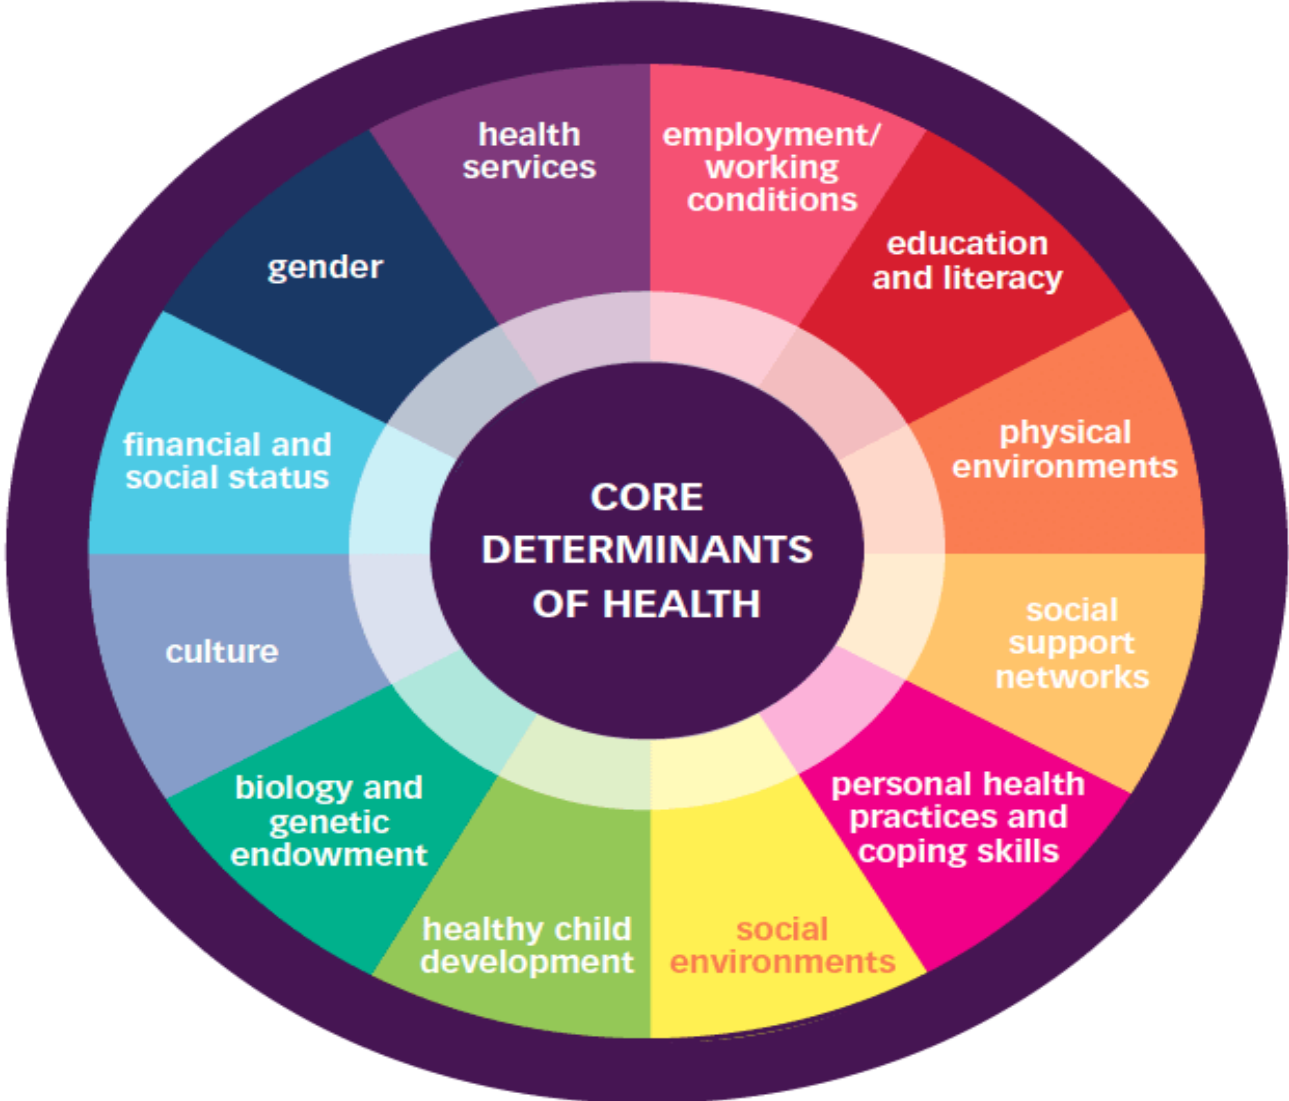 health
services
employment/
working
conditions
education
and literacy
physical
environments
social
support
networks
personal health
practices and
coping skills
social
environments
healthy child
development
biology and
genetic
endowment
culture
financial and
social status
gender
CORE
DETERMINANTS
OF HEALTH